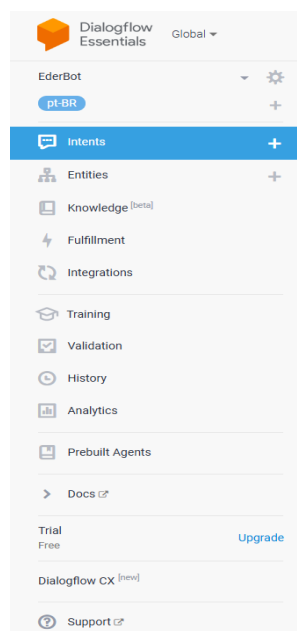 Dialogflow
Essentials
Global
EderBot
pt-BR
Intents
Entities
Knowledge [beta]
Fulfillment
Integrations
Training
Validation
History
Analytics
Prebuilt Agents
Docs
Trial
Free
Upgrade
Dialogflow CX [new]
Support